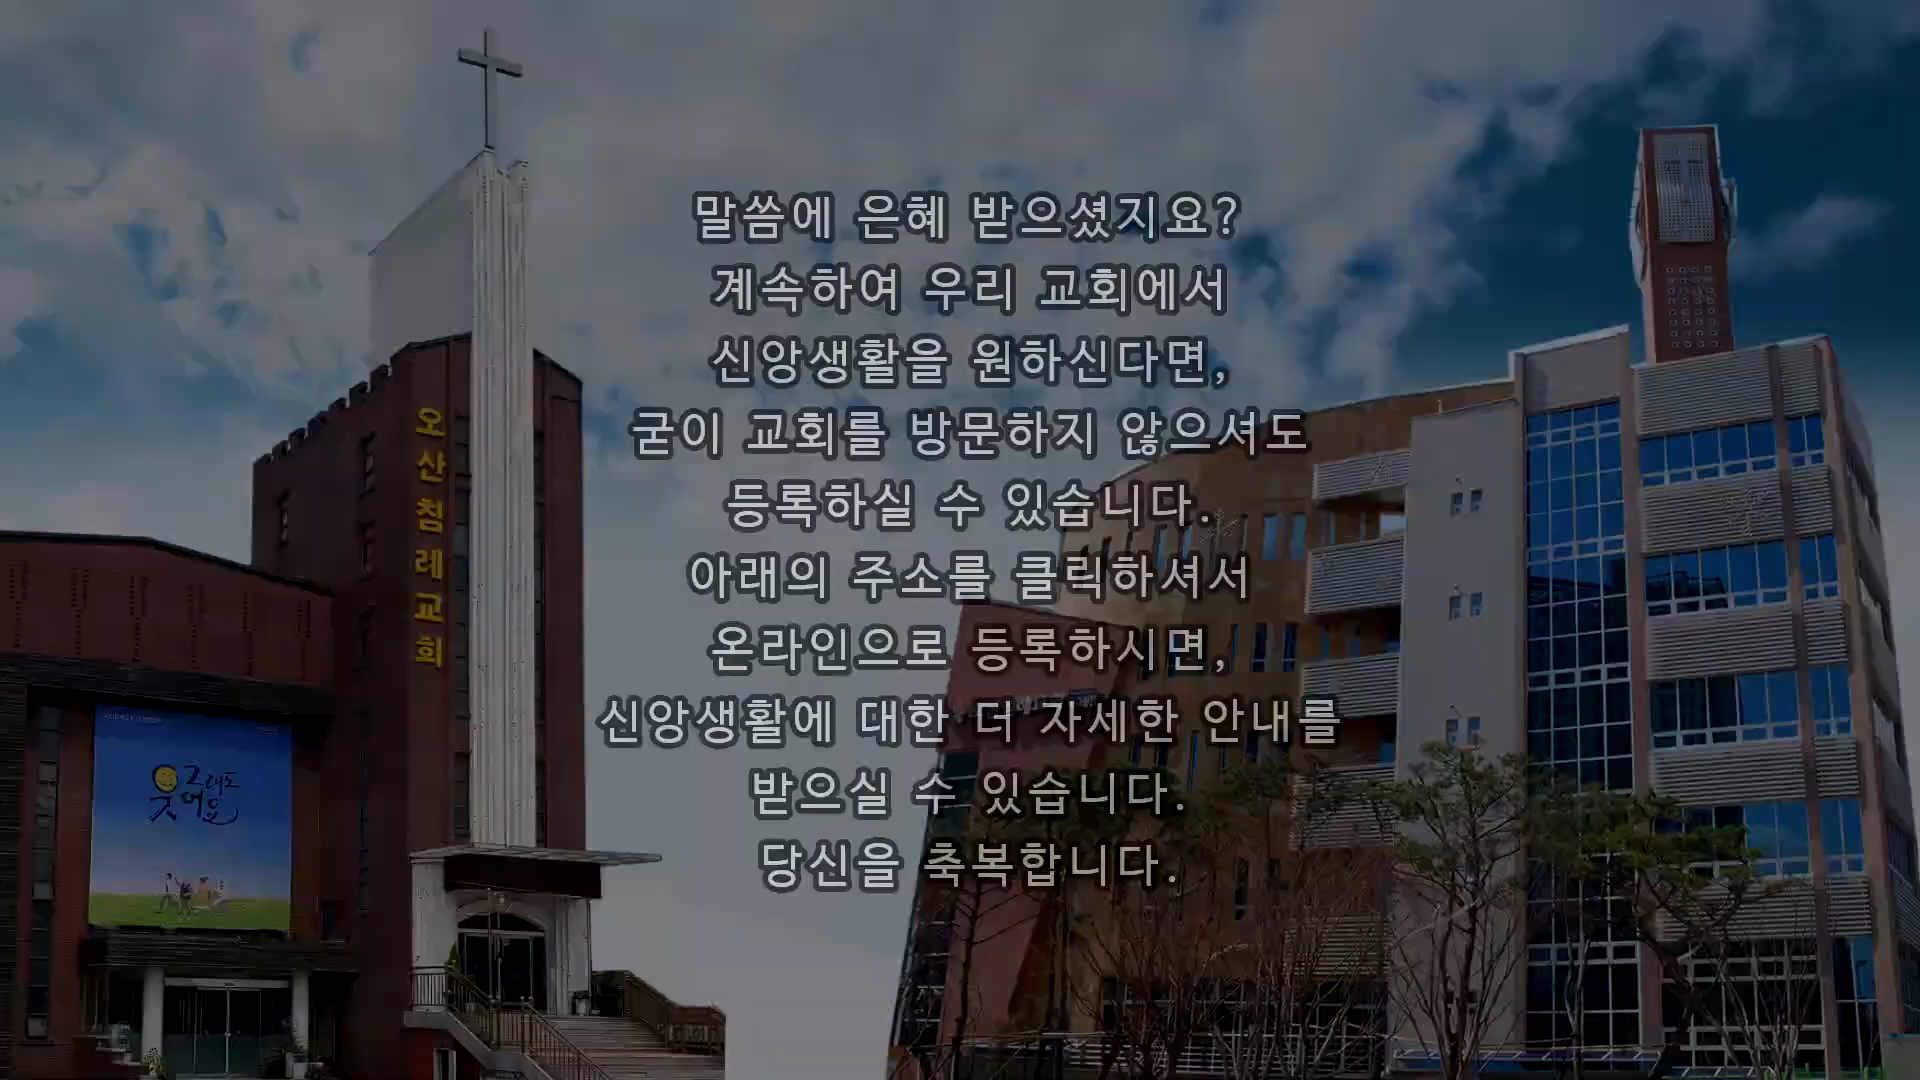 말씀에 은혜 받으셨지요?
계속하여 우리 교회에서
신앙생활을 원하신다면,
굳이 교회를 방문하지 않으셔도
등록하실 수 있습니다.
아래의 주소를 클릭하셔서
온라인으로 등록하시면,
신앙생활에 대한 더 자세한 안내를
받으실 수 있습니다.
당신을 축복합니다.
오산침례교회
그래도
웃어요